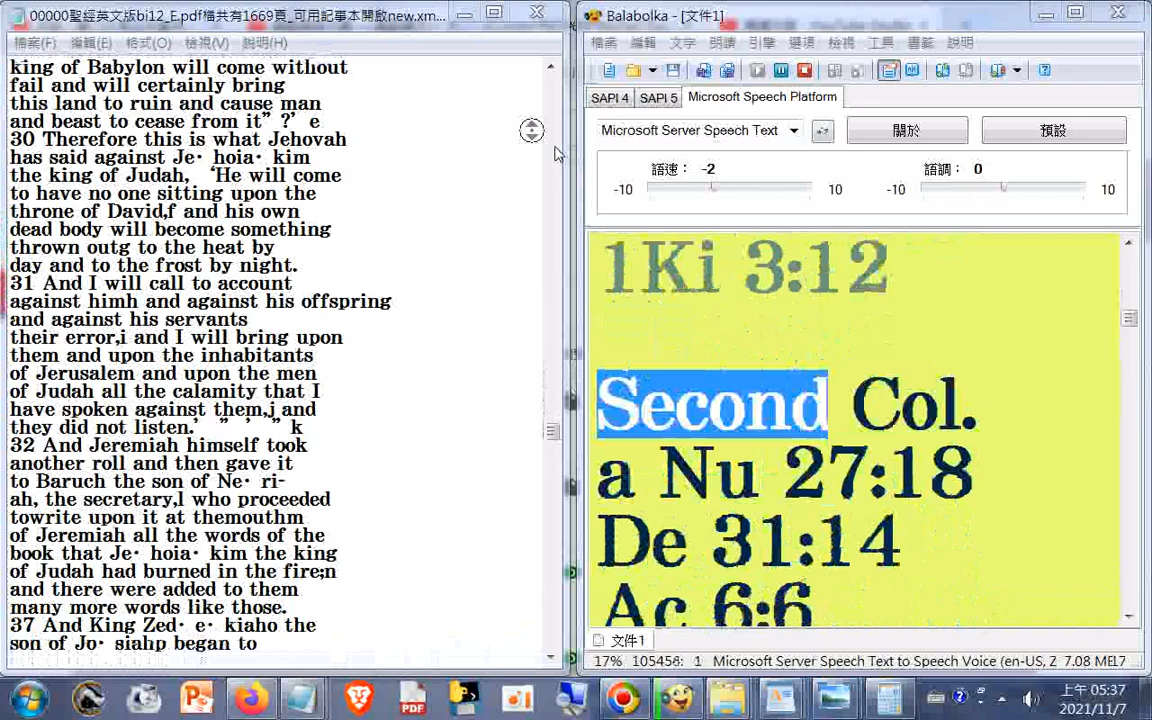 00000聖經英文版bi12_E.pdf檔共有1669頁_可用記事本開啟new.xm...
檔案(F) 編輯(E) 格式(O) 檢視(V) 說明(H)
king of Babylon will come without
fail and will certainly bring
this land to ruin and cause man
and beast to cease from it” ?’ e
30 Therefore this is what Jehovah
has said against Je· hoia· kim
the king of Judah, ‘He will come
to have no one sitting upon the
throne of David,f and his own
dead body will become something
thrown outg to the heat by
day and to the frost by night.
31 And I will call to account
against himh and against his offspring
and against his servants
their error,i and I will bring upon
them and upon the inhabitants
of Jerusalem and upon the men
of Judah all the calamity that I
have spoken against them,j and
they did not listen.’ ” ’ ” k
32 And Jeremiah himself took
another roll and then gave it
to Baruch the son of Ne· ri-
ah, the secretary,l who proceeded
towrite upon it at themouthm
of Jeremiah all the words of the
book that Je· hoia· kim the king
of Judah had burned in the fire;n
and there were added to them
many more words like those.
37 And King Zed· e· kiaho the
son of Jo· siahp began to
Balabolka - [文件1]
檔案 編輯 文字 朗讀 引擎 選項 檢視 工具 書籤 說明
SAPI 4 SAPI 5 Microsoft Speech Platform
Microsoft Server Speech Text 關於 預設
語速： -2 語調： 0
-10 10 -10 10
1Ki 3:12
Second Col.
a Nu 27:18
De 31:14
Ac 6:6
文件1
17% 105456: 1 Microsoft Server Speech Text to Speech Voice (en-US, Z 7.08 ME17
上午 05:37
2021/11/7